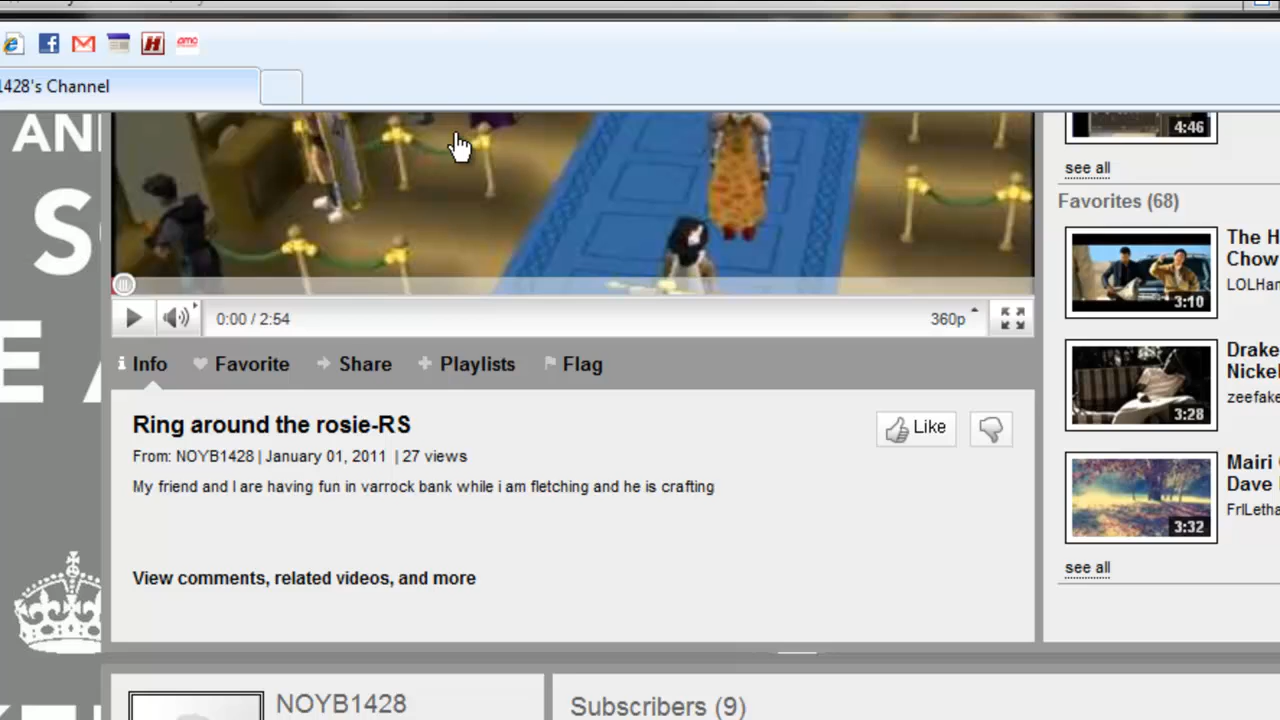 1428's Channel
AN
S
E A
4:46
see all
Favorites (68)
The H
Chow
LOLHan
3:10
Drake
Nickel
zeefake
3:28
Mairi
Dave
FrlLetha
3:32
see all
0:00 / 2:54
360p
Info Favorite Share Playlists Flag
Ring around the rosie-RS
Like
From: NOYB1428 | January 01, 2011 | 27 views
My friend and I are having fun in varrock bank while i am fletching and he is crafting
View comments, related videos, and more
NOYB1428
Subscribers (9)